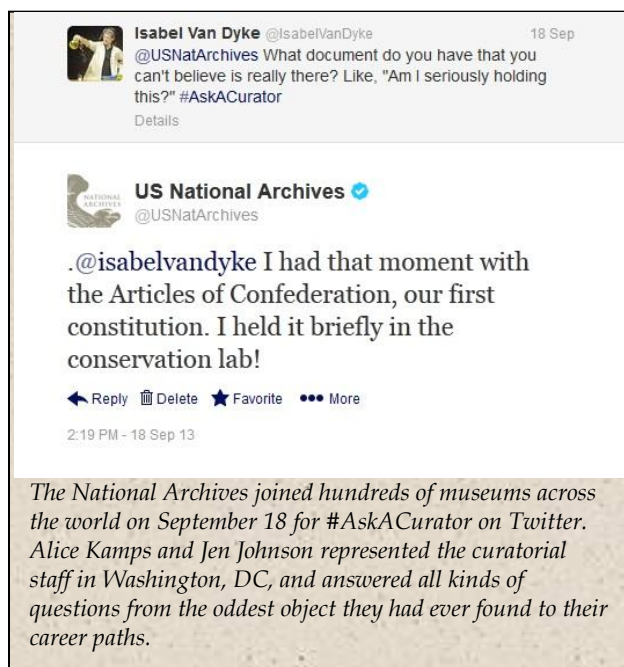 Isabel Van Dyke @IsabelVanDyke 18 Sep
@USNatArchives What document do you have that you
can't believe is really there? Like, "Am I seriously holding
this?" #AskACurator
Details
NATIONAL
ARCHIVES
US National Archives
@USNatArchives
.@isabelvandyke I had that moment with
the Articles of Confederation, our first
constitution. I held it briefly in the
conservation lab!
Reply Delete Favorite More
2:19 PM - 18 Sep 13
The National Archives joined hundreds of museums across
the world on September 18 for #AskACurator on Twitter.
Alice Kamps and Jen Johnson represented the curatorial
staff in Washington, DC, and answered all kinds of
questions from the oddest object they had ever found to their
career paths.